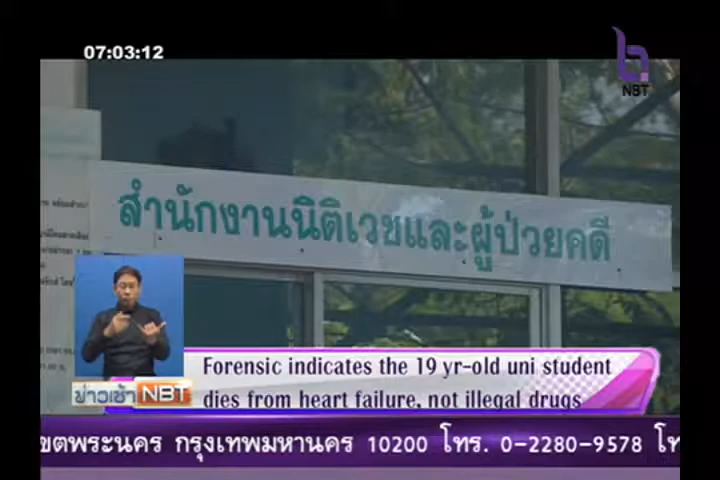 07:03:12
NBT
สำนักงานนิติเวชและผู้ป่วยคดี
Forensic indicates the 19 yr-old uni student
dies from heart failure, not illegal drugs
ข่าวเช้า NBT
ขตพระนคร กรุงเทพมหานคร 10200 โทร. 0-2280-9578 โท